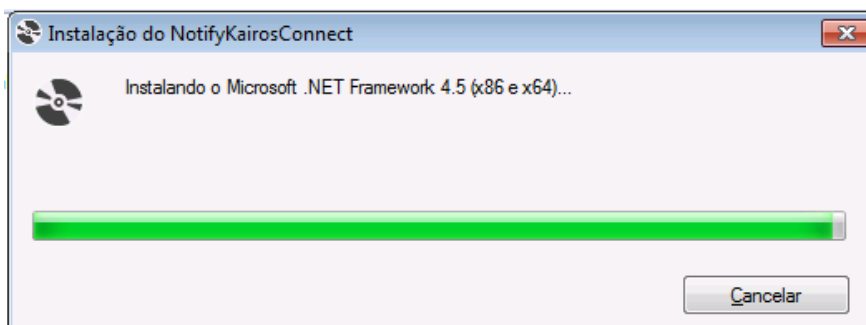 Instalação do NotifyKairosConnect
Instalando o Microsoft .NET Framework 4.5 (x86 e x64)...
Cancelar